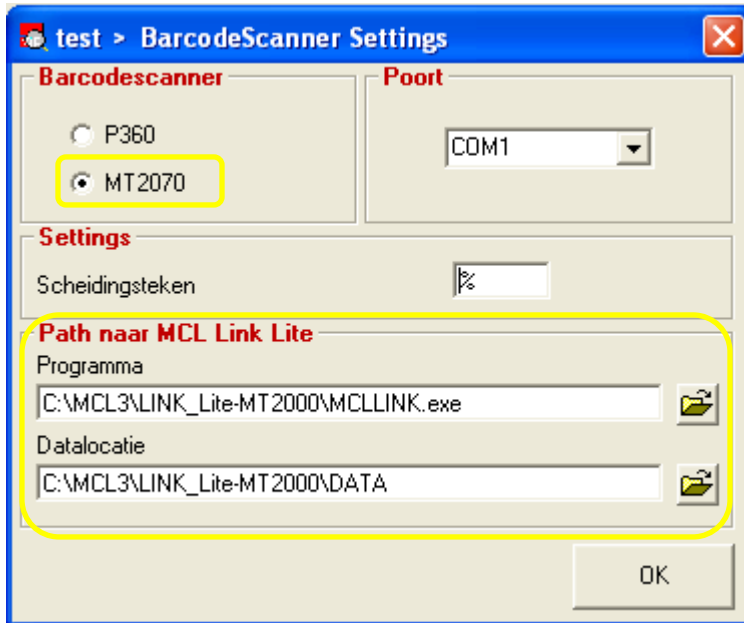 test > BarcodeScanner Settings
Barcodescanner
Poort
P360
COM1
MT2070
Settings
Scheidingsteken
%
Path naar MCL Link Lite
Programma
C:\MCL3\LINK_Lite-MT2000\MCLLINK.exe
Datalocatie
C:\MCL3\LINK_Lite-MT2000\DATA
OK